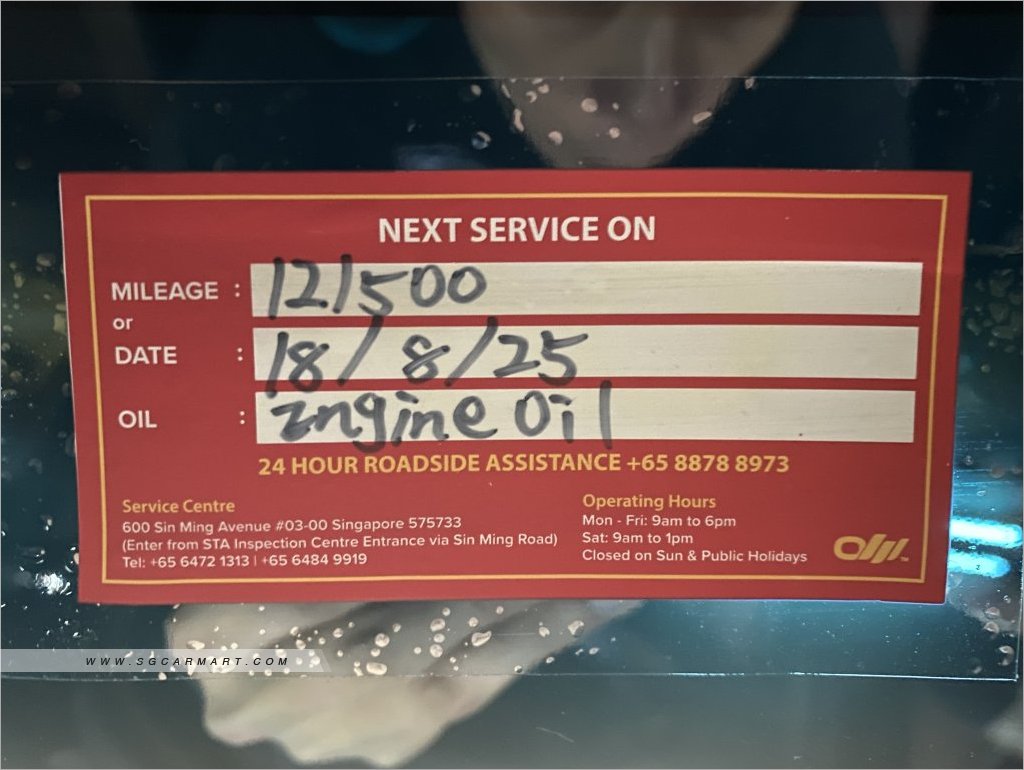 NEXT SERVICE ON
MILEAGE : 121500
or
DATE : 18/8/25
OIL : Engine Oil
24 HOUR ROADSIDE ASSISTANCE +65 8878 8973
Service Centre
600 Sin Ming Avenue #03-00 Singapore 575733
(Enter from STA Inspection Centre Entrance via Sin Ming Road)
Tel: +65 6472 1313 | +65 6484 9919
Operating Hours
Mon - Fri: 9am to 6pm
Sat: 9am to 1pm
Closed on Sun & Public Holidays
WWW.SGCARMART.COM